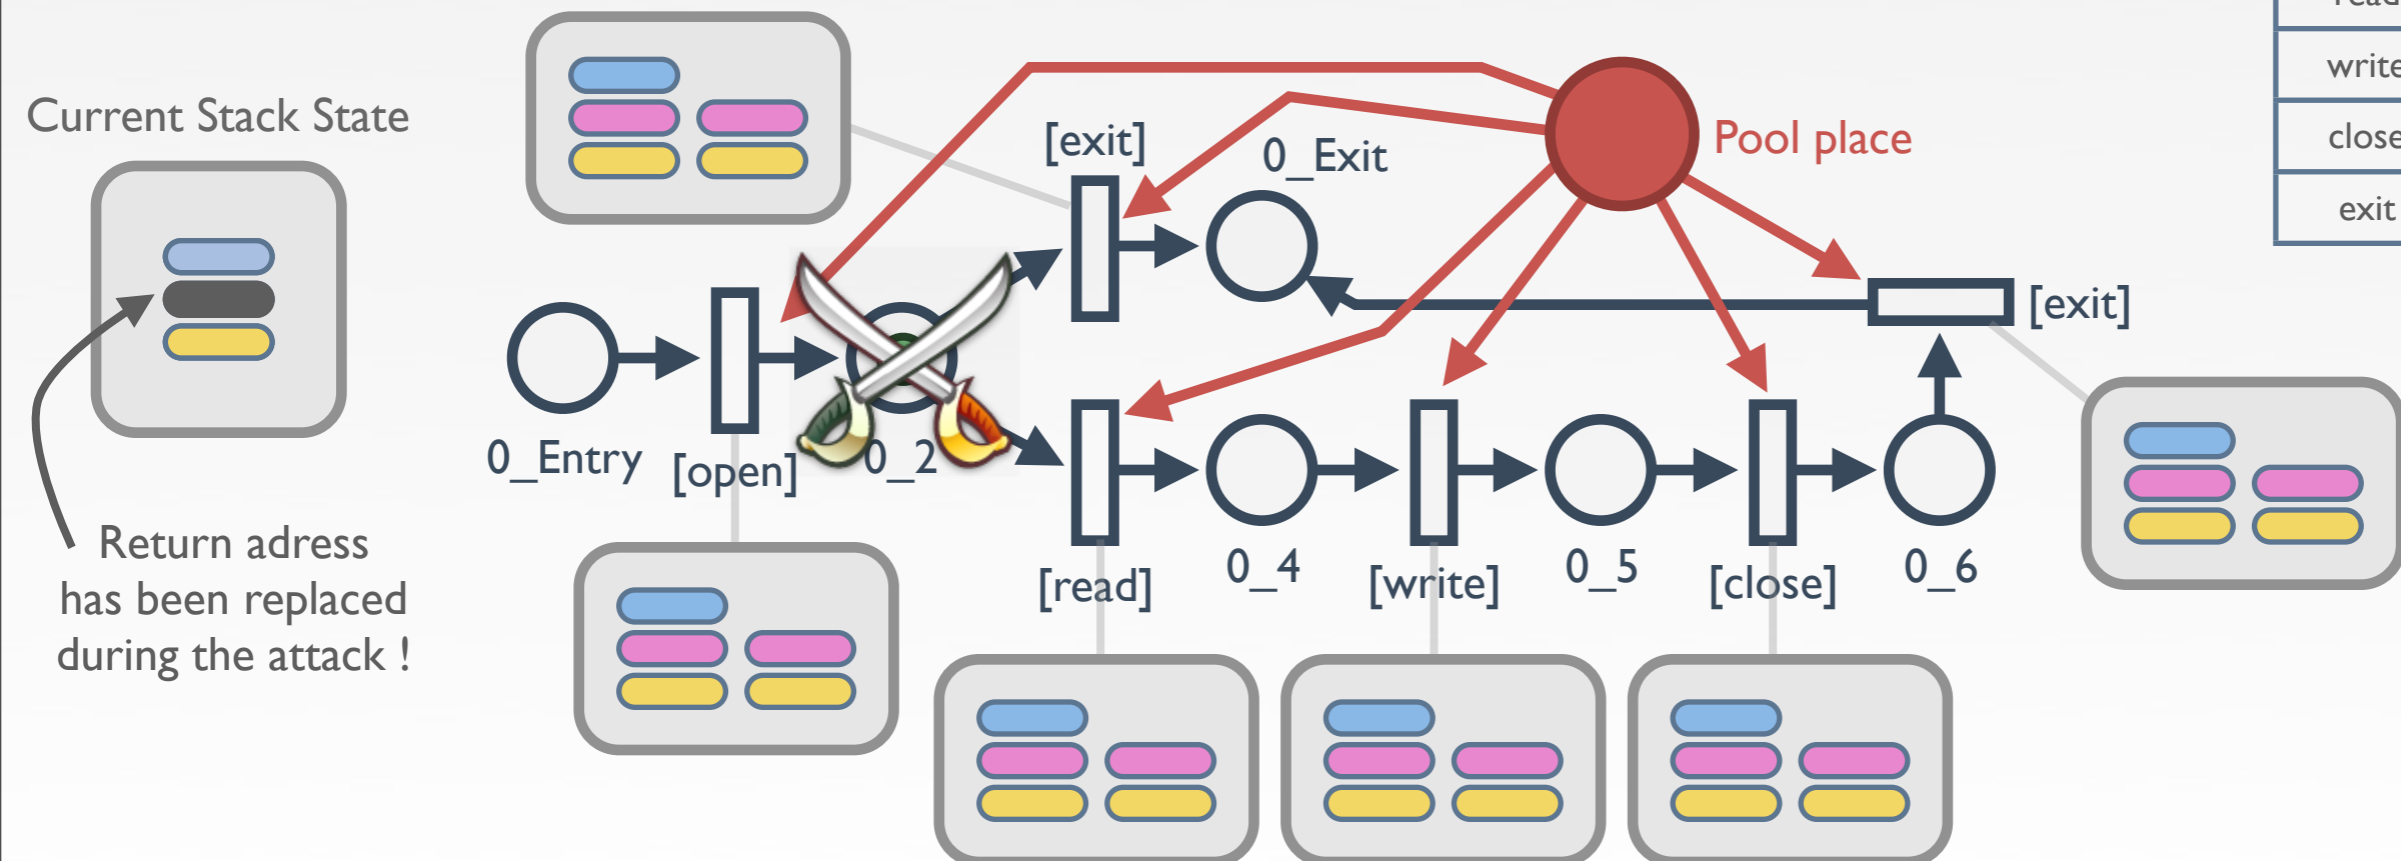 read
write
close
exit
Current Stack State
Return adress
has been replaced
during the attack !
[exit]
0_Exit
Pool place
[exit]
0_Entry
[open]
0_2
[read]
0_4
[write]
0_5
[close]
0_6